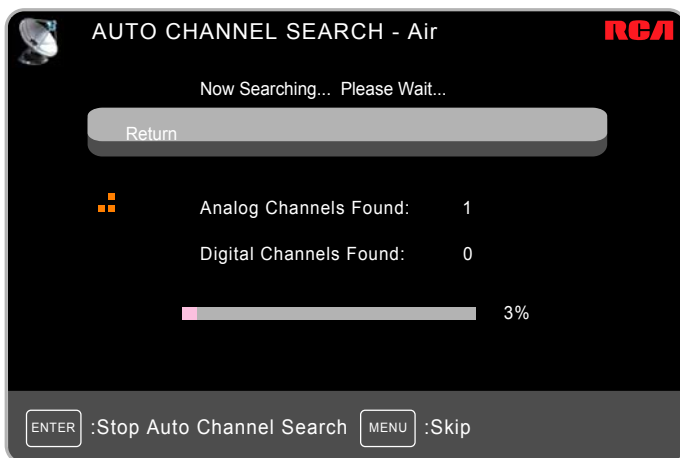 AUTO CHANNEL SEARCH - Air RCA
Now Searching... Please Wait...
Return
Analog Channels Found: 1
Digital Channels Found: 0
3%
ENTER :Stop Auto Channel Search MENU :Skip